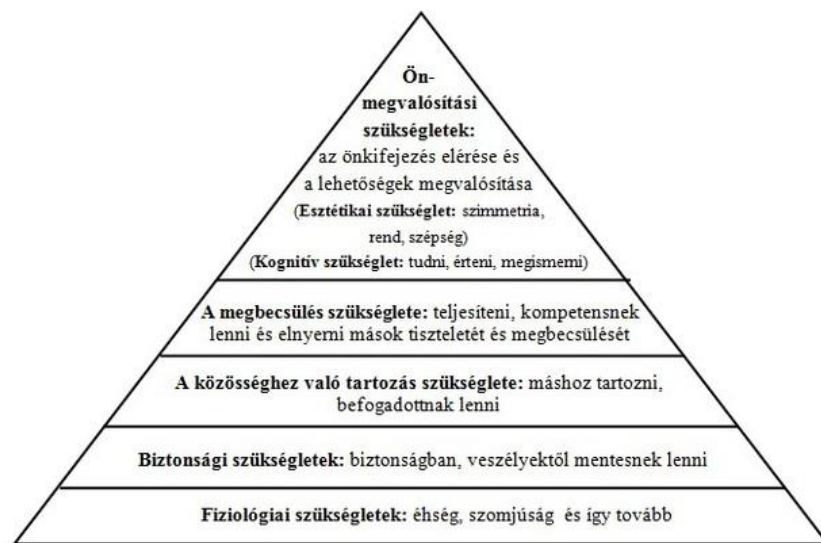 Ön-
megvalósítási
szükségletek:
az önkifejezés elérése és
a lehetőségek megvalósítása
(Esztétikai szükséglet: szimmetria,
rend, szépség)
(Kognitív szükséglet: tudni, érteni, megismerni)
A megbecsülés szükséglete: teljesíteni, kompetensnek
lenni és elnyerni mások tiszteletét és megbecsülését
A közösséghez való tartozás szükséglete: máshoz tartozni,
befogadottnak lenni
Biztonsági szükségletek: biztonságban, veszélyektől mentesnek lenni
Fiziológiai szükségletek: éhség, szomjúság és így tovább